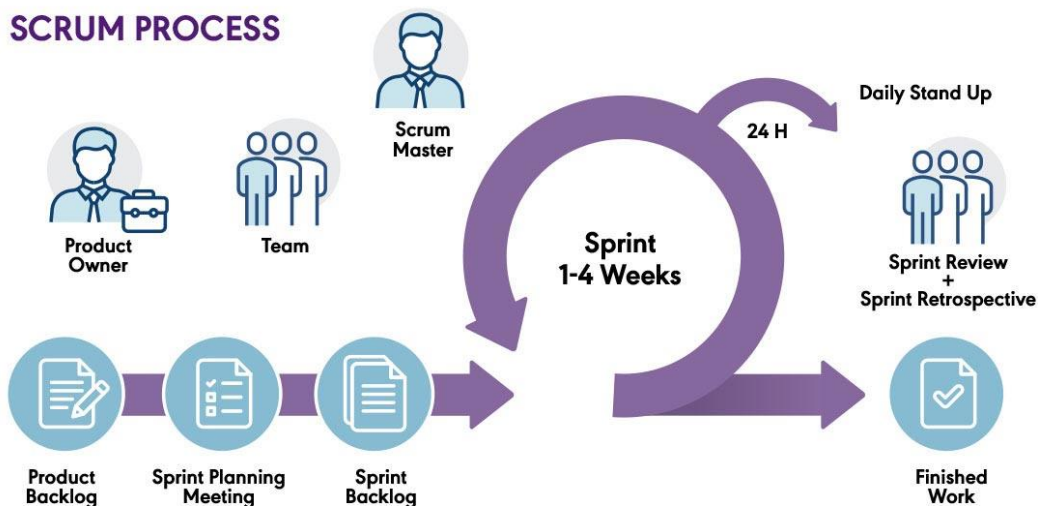 SCRUM PROCESS
Scrum
Master
Product
Owner
Team
Daily Stand Up
24 H
Sprint
1-4 Weeks
Sprint Review
+
Sprint Retrospective
Product
Backlog
Sprint Planning
Meeting
Sprint
Backlog
Finished
Work